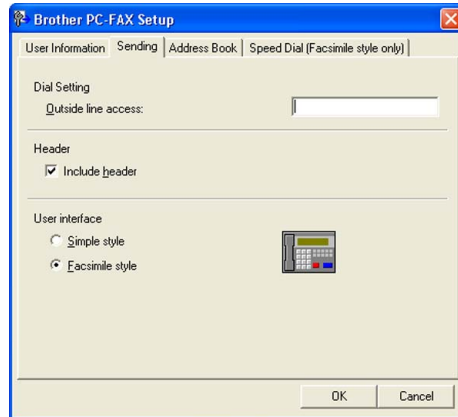 Brother PC-FAX Setup
User Information Sending Address Book Speed Dial (Facsimile style only)
Dial Setting
Outside line access:
Header
Include header
User interface
Simple style
Facsimile style
OK Cancel